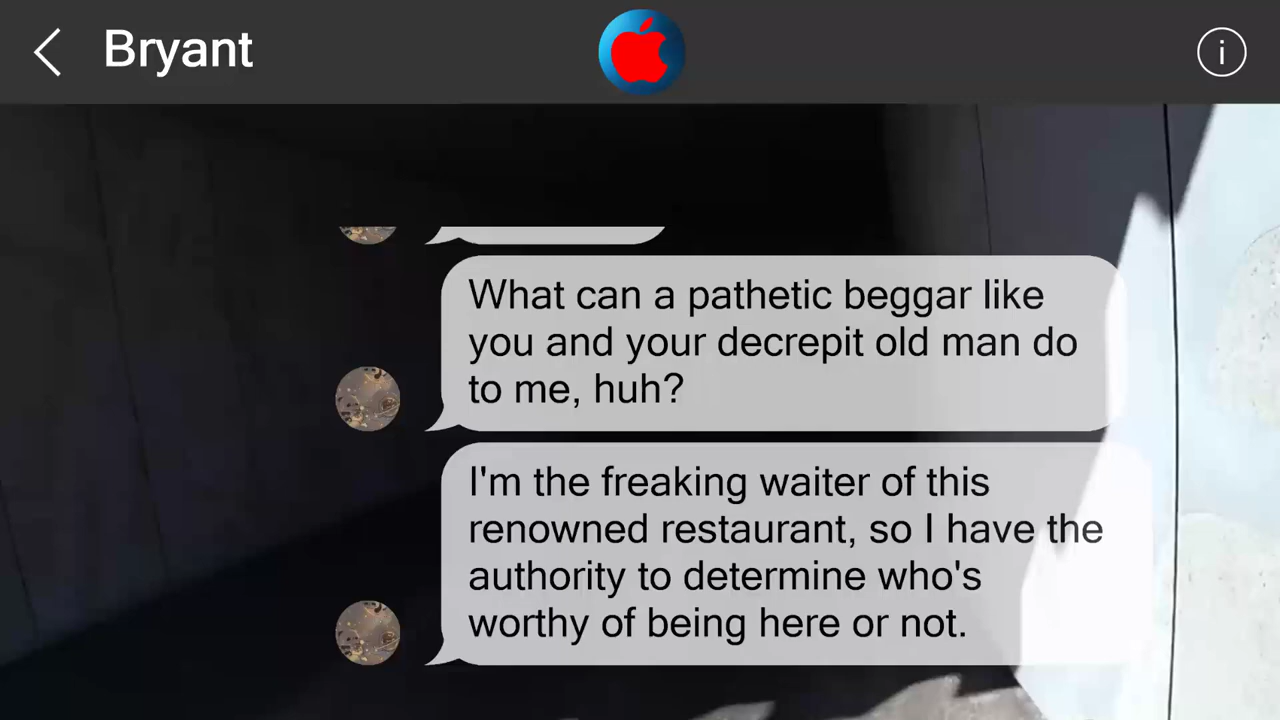 Bryant
i
What can a pathetic beggar like
you and your decrepit old man do
to me, huh?
I'm the freaking waiter of this
renowned restaurant, so I have the
authority to determine who's
worthy of being here or not.